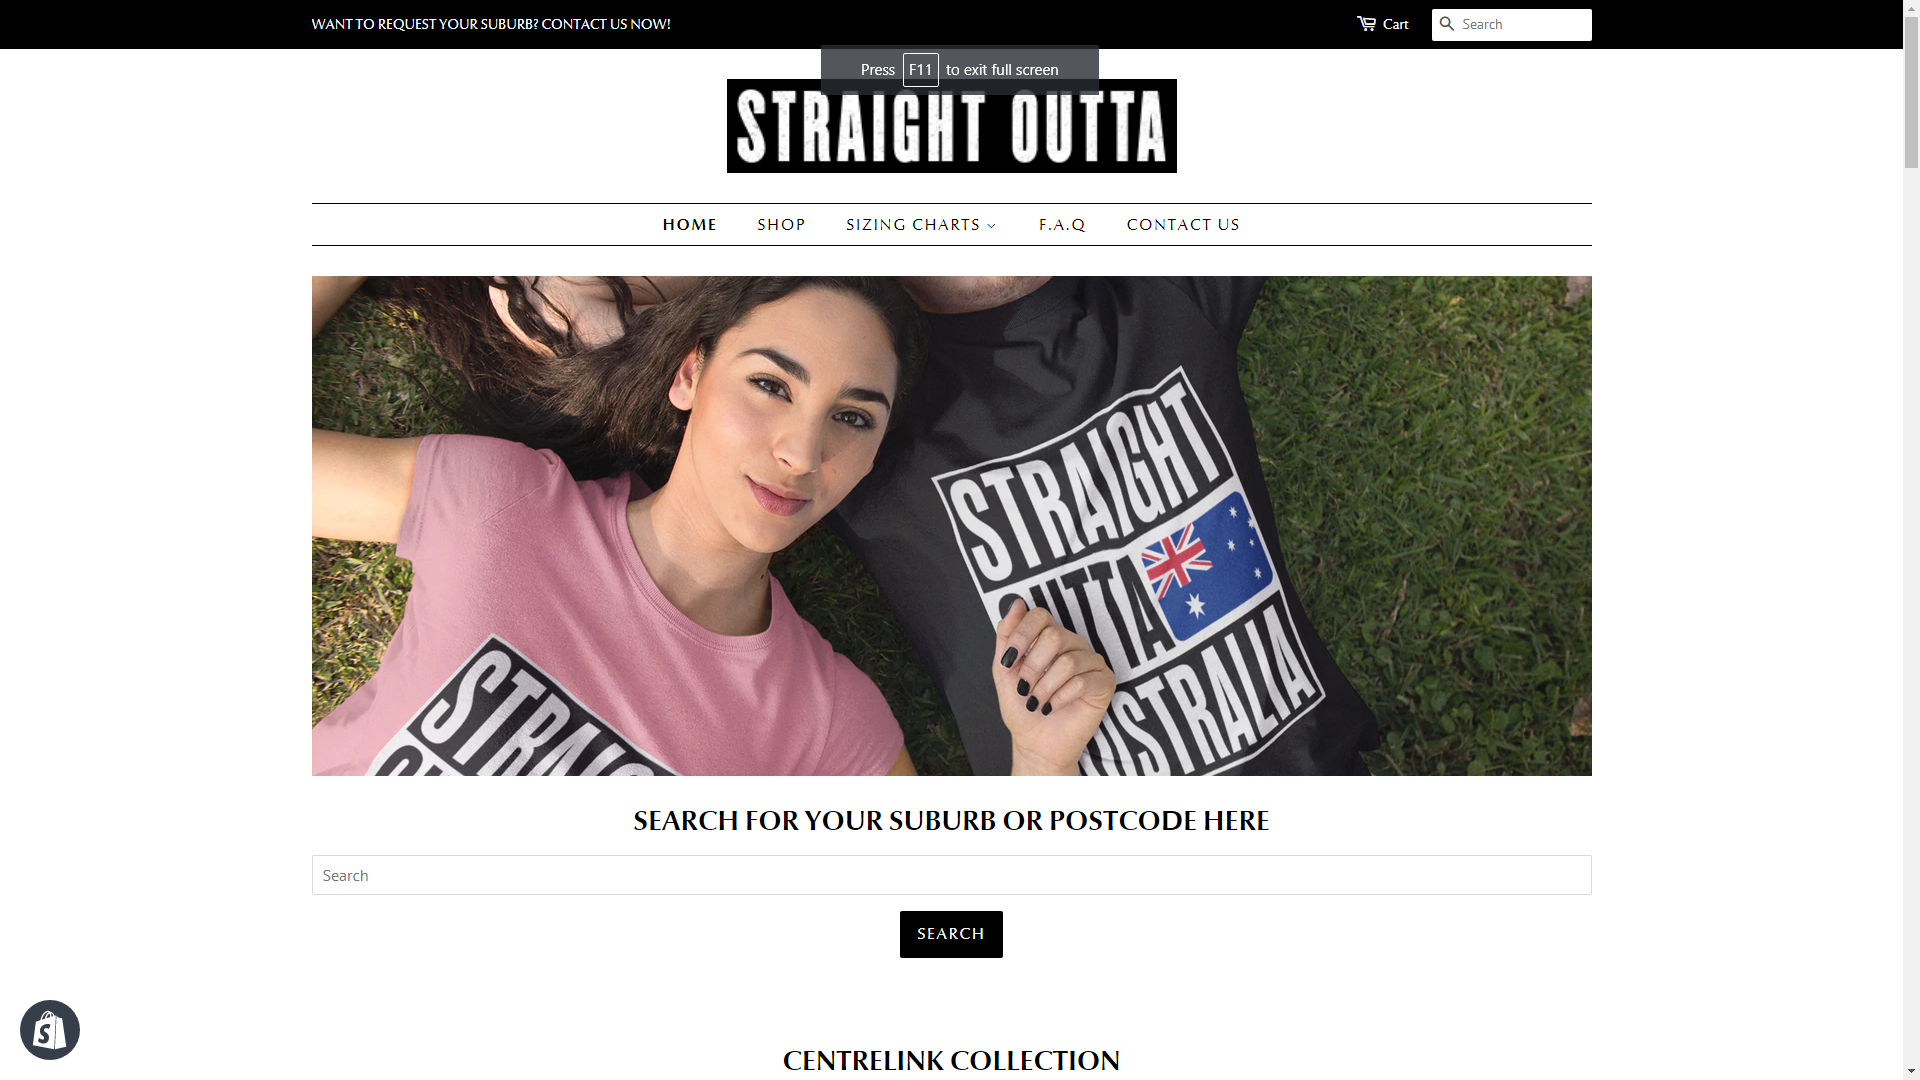 WANT TO REQUEST YOUR SUBURB? CONTACT US NOW!
Cart
Search
Press F11 to exit full screen
STRAIGHT OUTTA
HOME
SHOP
SIZING CHARTS
F.A.Q
CONTACT US
STRAIGHT
OUTTA
AUSTRALIA
STRAIGHT
SEARCH FOR YOUR SUBURB OR POSTCODE HERE
Search
SEARCH
CENTRELINK COLLECTION